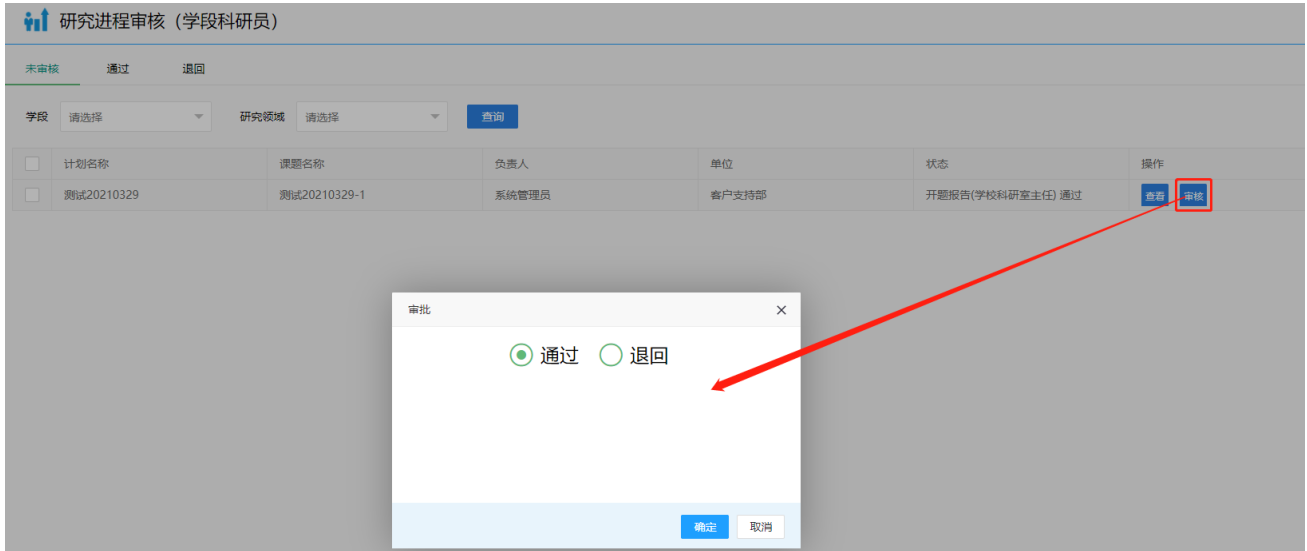 研究进程审核（学段科研员）
未审核 通过 退回
学段 请选择 研究领域 请选择 查询
计划名称 课题名称 负责人 单位 状态 操作
测试20210329 测试20210329-1 系统管理员 客户支持部 开题报告(学校科研室主任) 通过 查看 审核
审批
通过 退回
确定 取消